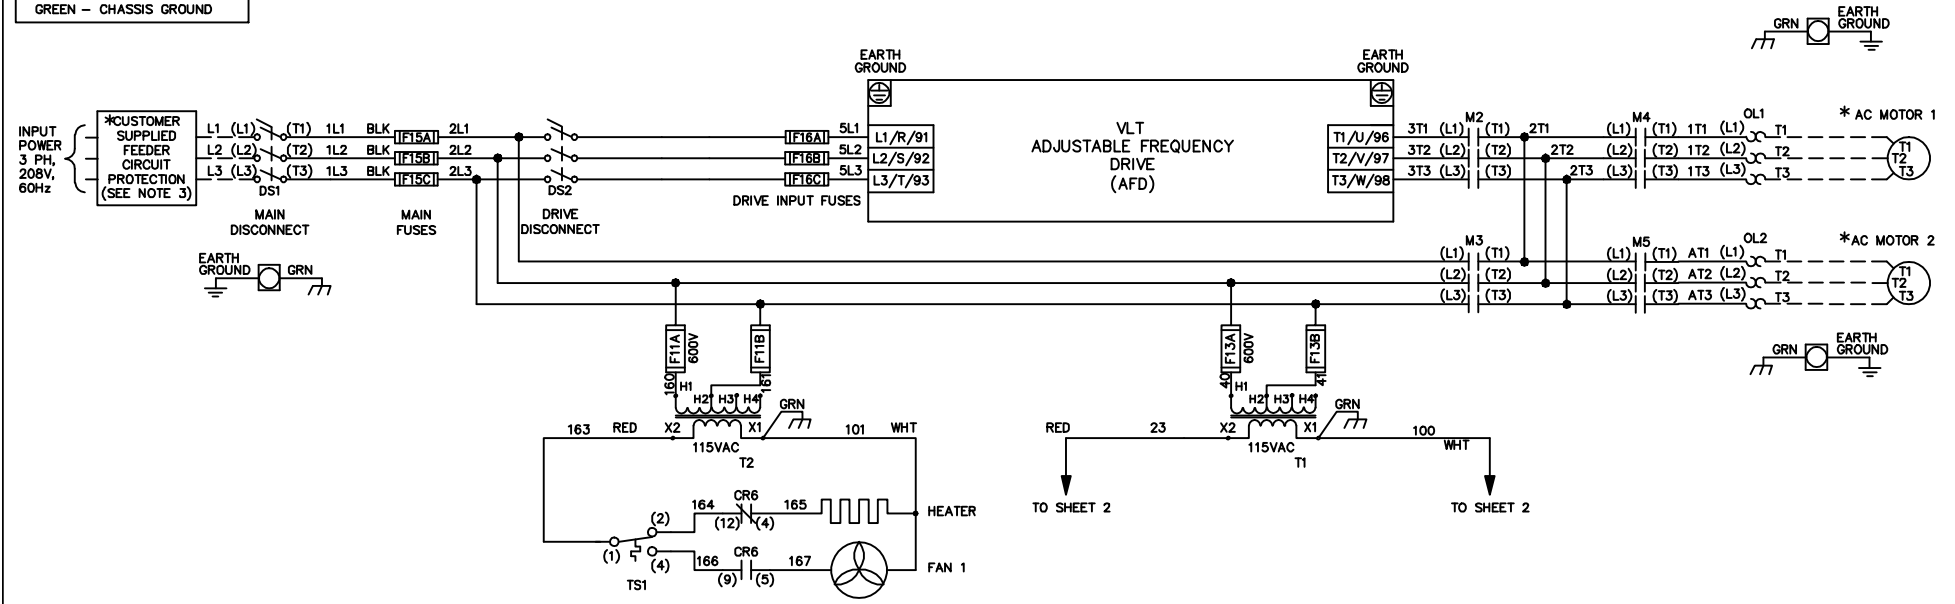 GREEN – CHASSIS GROUND
GRN
EARTH
GROUND
INPUT
POWER
3 PH,
208V,
60Hz
*CUSTOMER
SUPPLIED
FEEDER
CIRCUIT
PROTECTION
(SEE NOTE 3)
L1 (L1) (T1) 1L1 BLK F15A 2L1
L2 (L2) (T2) 1L2 BLK F15B 2L2
L3 (L3) (T3) 1L3 BLK F15C 2L3
DS1
MAIN
DISCONNECT
MAIN
FUSES
DS2
DRIVE
DISCONNECT
F16A 5L1
F16B 5L2
F16C 5L3
DRIVE INPUT FUSES
EARTH
GROUND
L1/R/91
L2/S/92
L3/T/93
VLT
ADJUSTABLE FREQUENCY
DRIVE
(AFD)
EARTH
GROUND
T1/U/96
T2/V/97
T3/W/98
M2
M4
OL1
* AC MOTOR 1
3T1 (L1) (T1) 2T1 (L1) (T1) 1T1 (L1) T1
3T2 (L2) (T2) 2T2 (L2) (T2) 1T2 (L2) T2
3T3 (L3) (T3) 2T3 (L3) (T3) 1T3 (L3) T3
T1
T2
T3
M3
M5
OL2
*AC MOTOR 2
(L1) (T1) (L1) (T1) AT1 (L1) T1
(L2) (T2) (L2) (T2) AT2 (L2) T2
(L3) (T3) (L3) (T3) AT3 (L3) T3
T1
T2
T3
EARTH
GROUND
GRN
GRN
EARTH
GROUND
F11A
600V
F11B
160
161
H1
H2 H3 H4
GRN
163 RED X2 X1 101 WHT
115VAC
T2
F13A
600V
F13B
40
41
H1
H2 H3 H4
GRN
RED 23 X2 X1 100
WHT
115VAC
T1
TO SHEET 2
TO SHEET 2
164 CR6 165
(2)
(12) (4)
HEATER
(1)
(4)
166 CR6 167
(9) (5)
FAN 1
TS1